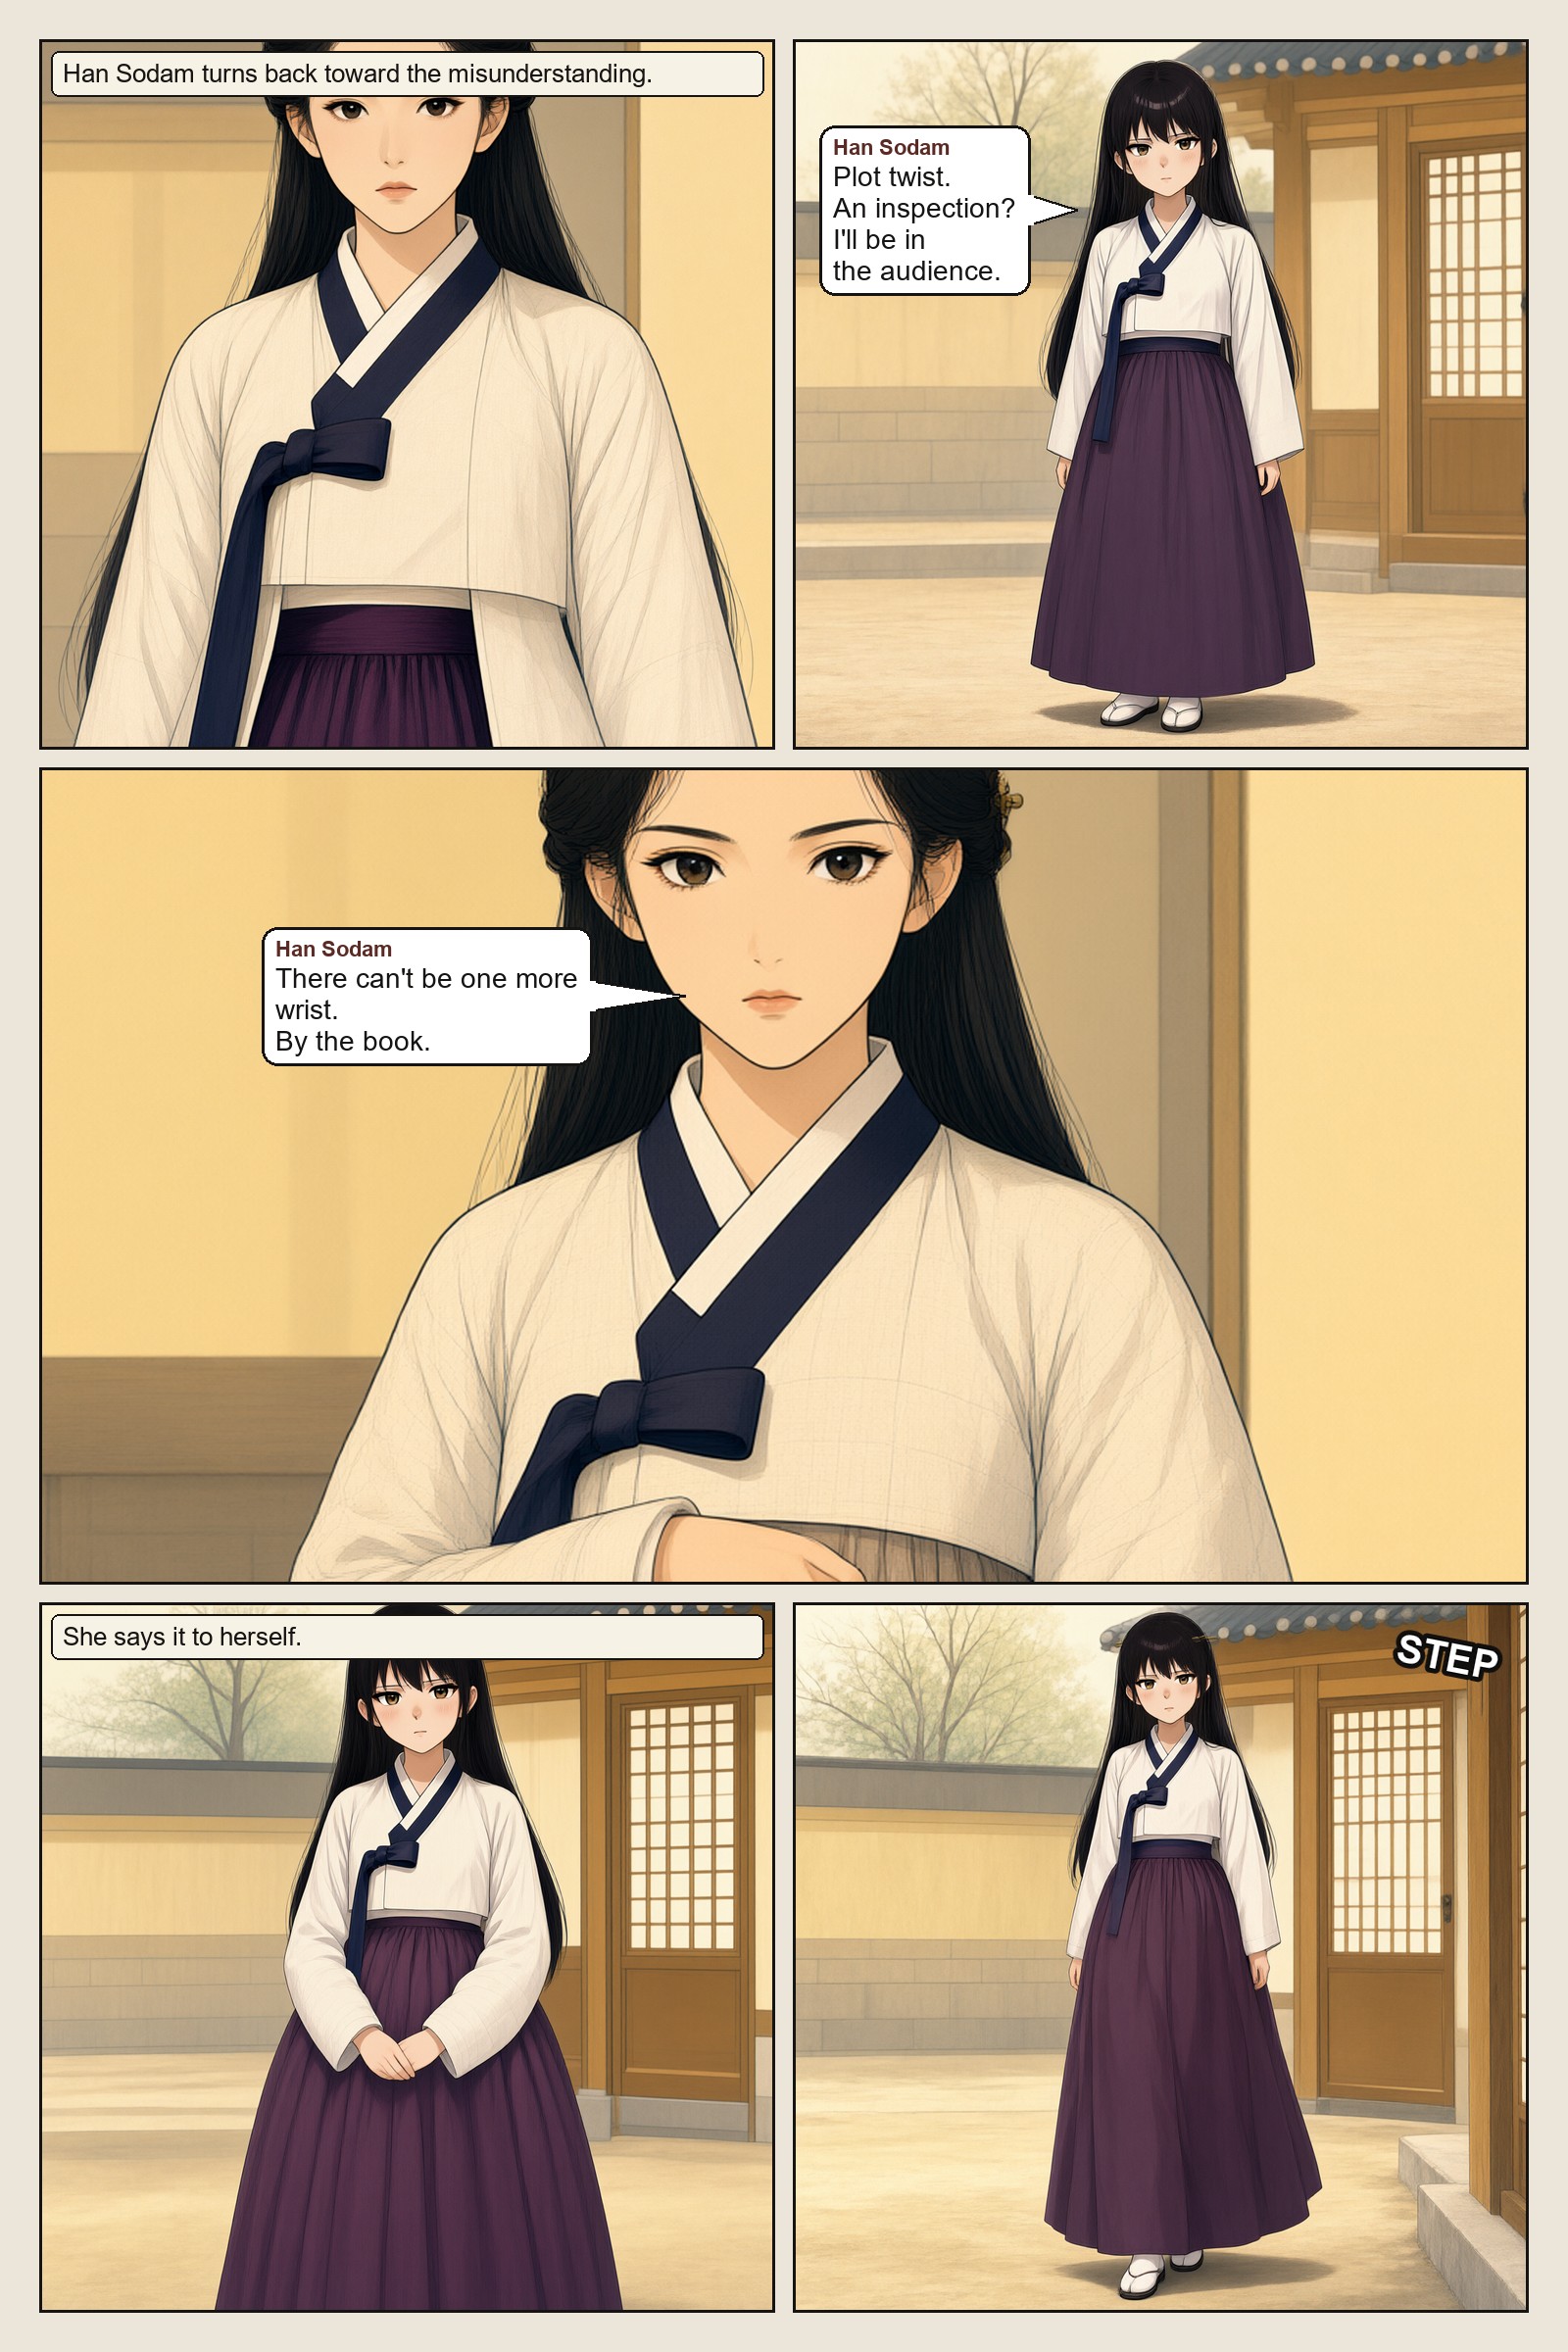 Han Sodam turns back toward the misunderstanding.
Han Sodam
Plot twist.
An inspection?
I'll be in
the audience.
Han Sodam
There can't be one more
wrist.
By the book.
She says it to herself.
STEP